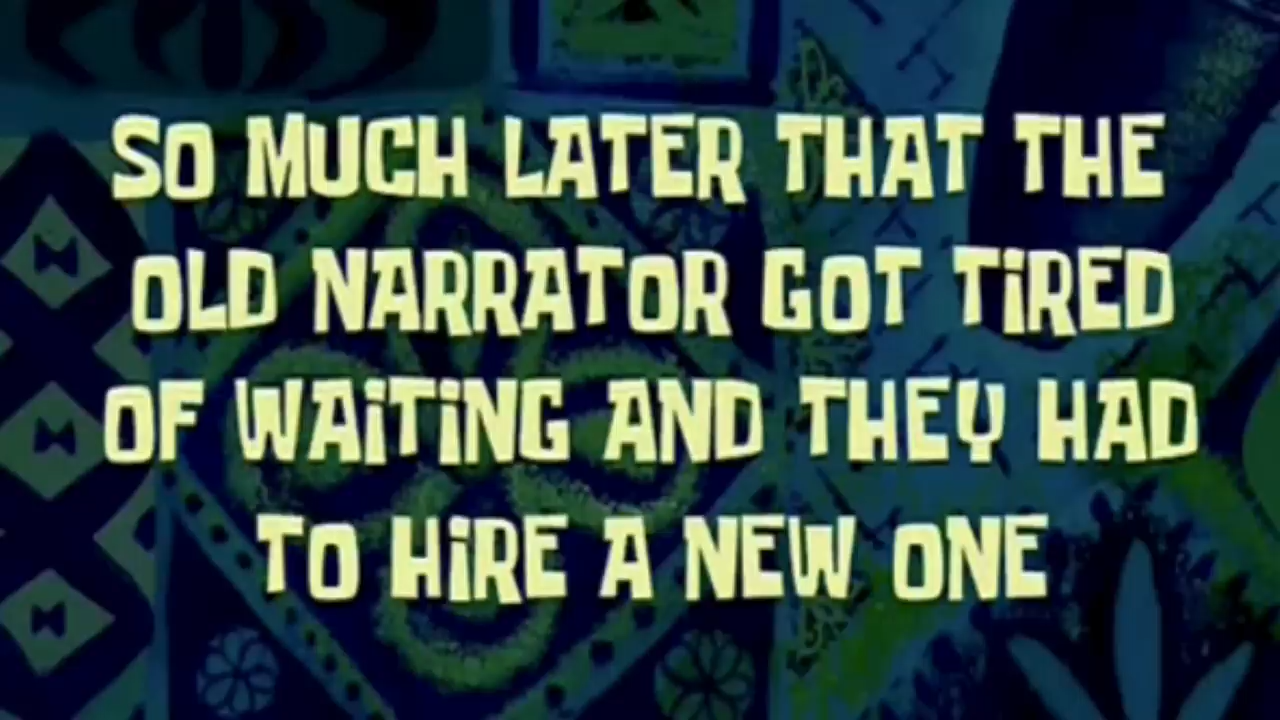 SO MUCH LATER THAT THE
OLD NARRATOR GOT TiRED
OF WAiTiNG AND THEY HAD
TO HiRE A NEW ONE